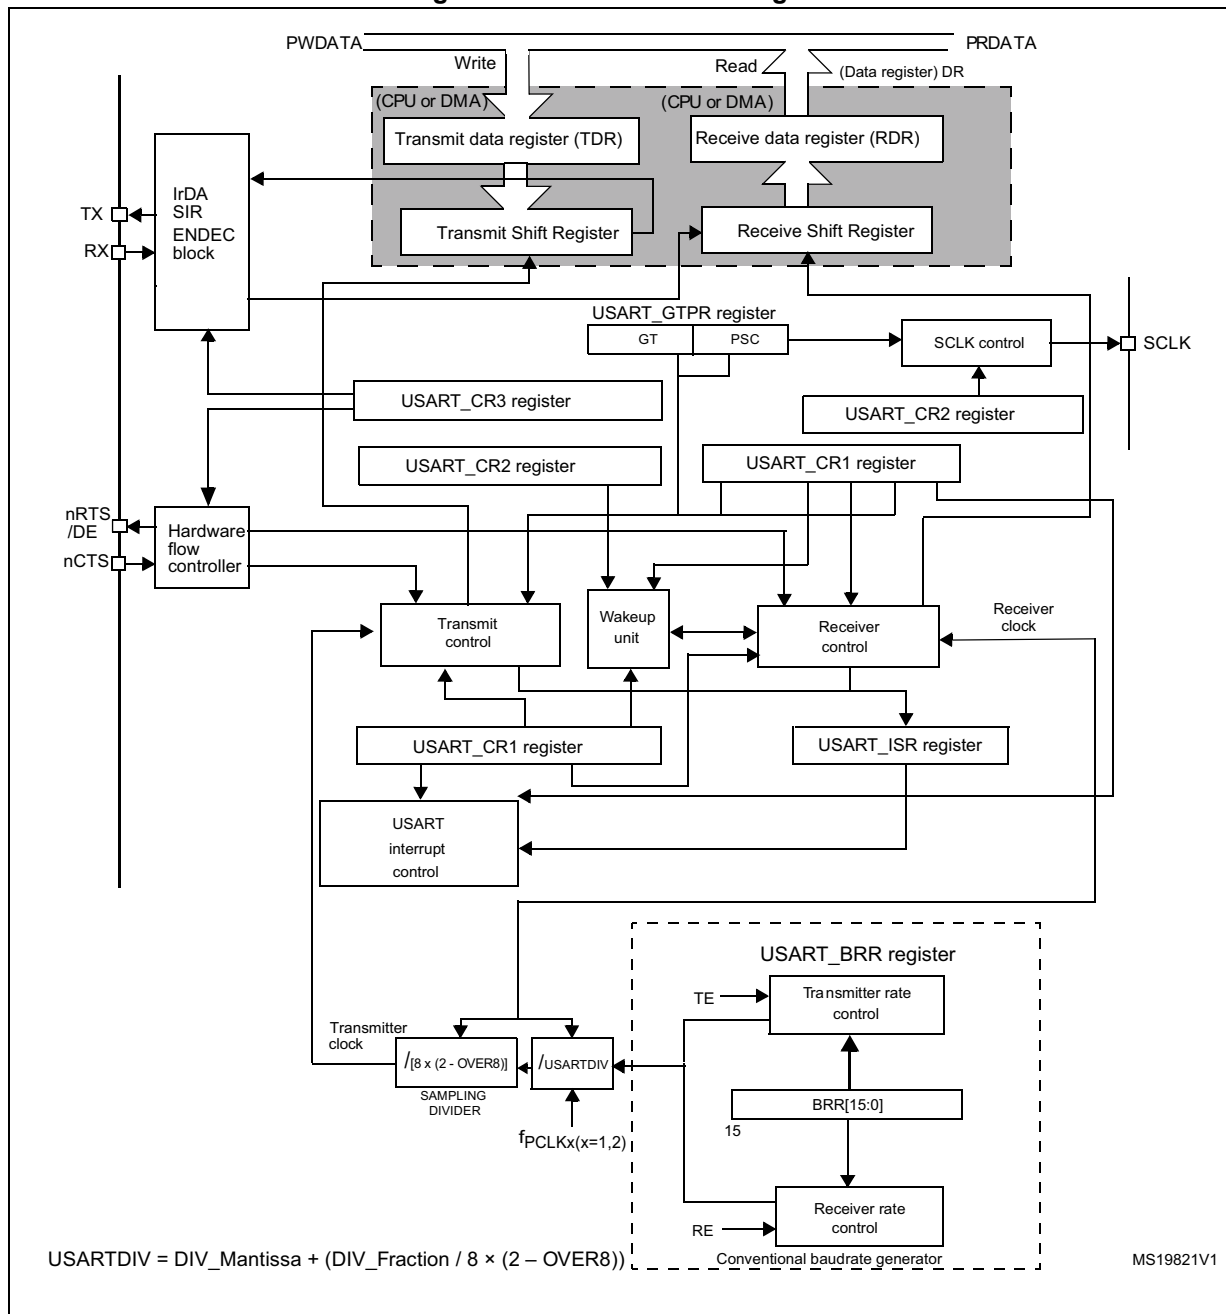 PWDATA
PRDATA
Write
Read
(Data register) DR
(CPU or DMA)
(CPU or DMA)
Transmit data register (TDR)
Receive data register (RDR)
IrDA
SIR
ENDEC
block
TX
RX
Transmit Shift Register
Receive Shift Register
USART_GTPR register
GT
PSC
SCLK control
SCLK
USART_CR3 register
USART_CR2 register
USART_CR2 register
USART_CR1 register
nRTS
/DE
nCTS
Hardware
flow
controller
Transmit
control
Wakeup
unit
Receiver
control
Receiver
clock
USART_CR1 register
USART_ISR register
USART
interrupt
control
USART_BRR register
TE
Transmitter rate
control
Transmitter
clock
/[8 x (2 - OVER8)]
/USARTDIV
SAMPLING
DIVIDER
fPCLKx(x=1,2)
BRR[15:0]
15
Receiver rate
control
RE
Conventional baudrate generator
USARTDIV = DIV_Mantissa + (DIV_Fraction / 8 × (2 – OVER8))
MS19821V1